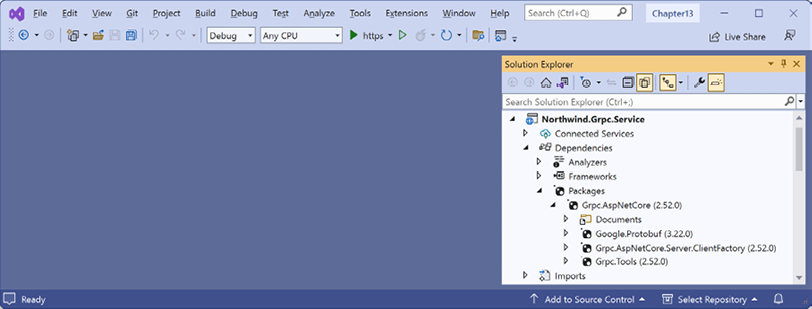 File Edit View Git Project Build Debug Test Analyze Tools Extensions Window Help Search (Ctrl+Q) Chapter13
Debug Any CPU https Live Share
Solution Explorer
Search Solution Explorer (Ctrl+;)
Northwind.Grpc.Service
Connected Services
Dependencies
Analyzers
Frameworks
Packages
Grpc.AspNetCore (2.52.0)
Documents
Google.Protobuf (3.22.0)
Grpc.AspNetCore.Server.ClientFactory (2.52.0)
Grpc.Tools (2.52.0)
Imports
Ready Add to Source Control Select Repository